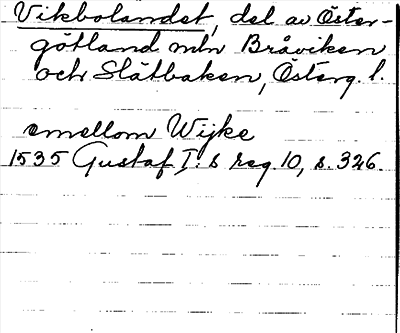 Vikbolandet, del av Öster-
götland mln Bråviken
och Slätbaken, Österg. l.
emellom Wijke
1535 Gustaf I:s reg. 10, s. 326.